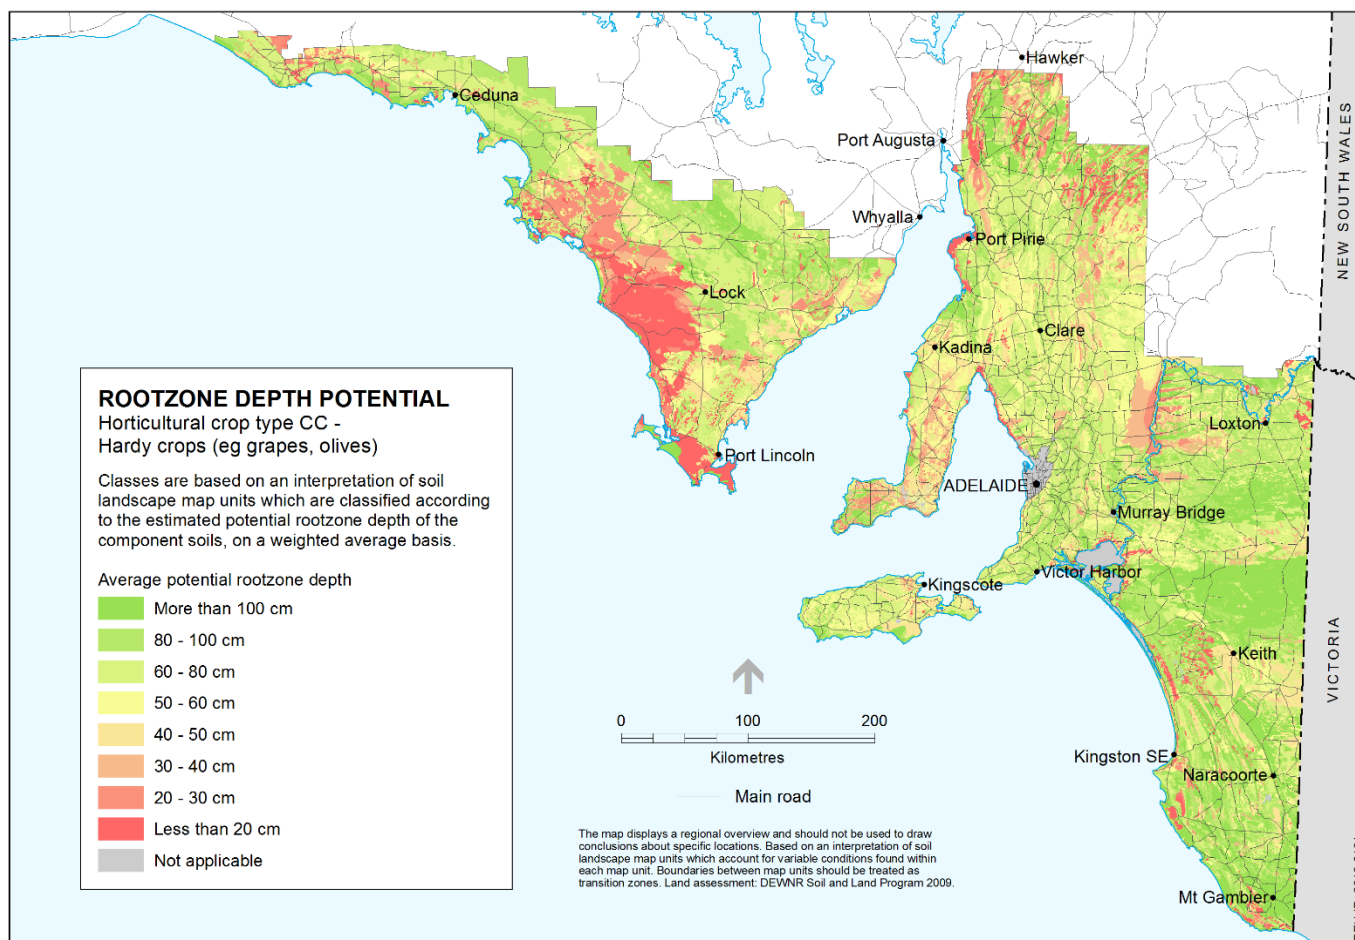 Hawker
Ceduna
Port Augusta
Whyalla
Port Pirie
Lock
Clare
Kadina
Loxton
Port Lincoln
ADELAIDE
Murray Bridge
Victor Harbor
Kingscote
Keith
Kingston SE
Naracoorte
Mt Gambier
NEW SOUTH WALES
VICTORIA
ROOTZONE DEPTH POTENTIAL
Horticultural crop type CC -
Hardy crops (eg grapes, olives)
Classes are based on an interpretation of soil
landscape map units which are classified according
to the estimated potential rootzone depth of the
component soils, on a weighted average basis.
Average potential rootzone depth
More than 100 cm
80 - 100 cm
60 - 80 cm
50 - 60 cm
40 - 50 cm
30 - 40 cm
20 - 30 cm
Less than 20 cm
Not applicable
0 100 200
Kilometres
Main road
The map displays a regional overview and should not be used to draw
conclusions about specific locations. Based on an interpretation of soil
landscape map units which account for variable conditions found within
each map unit. Boundaries between map units should be treated as
transition zones. Land assessment: DEWNR Soil and Land Program 2009.